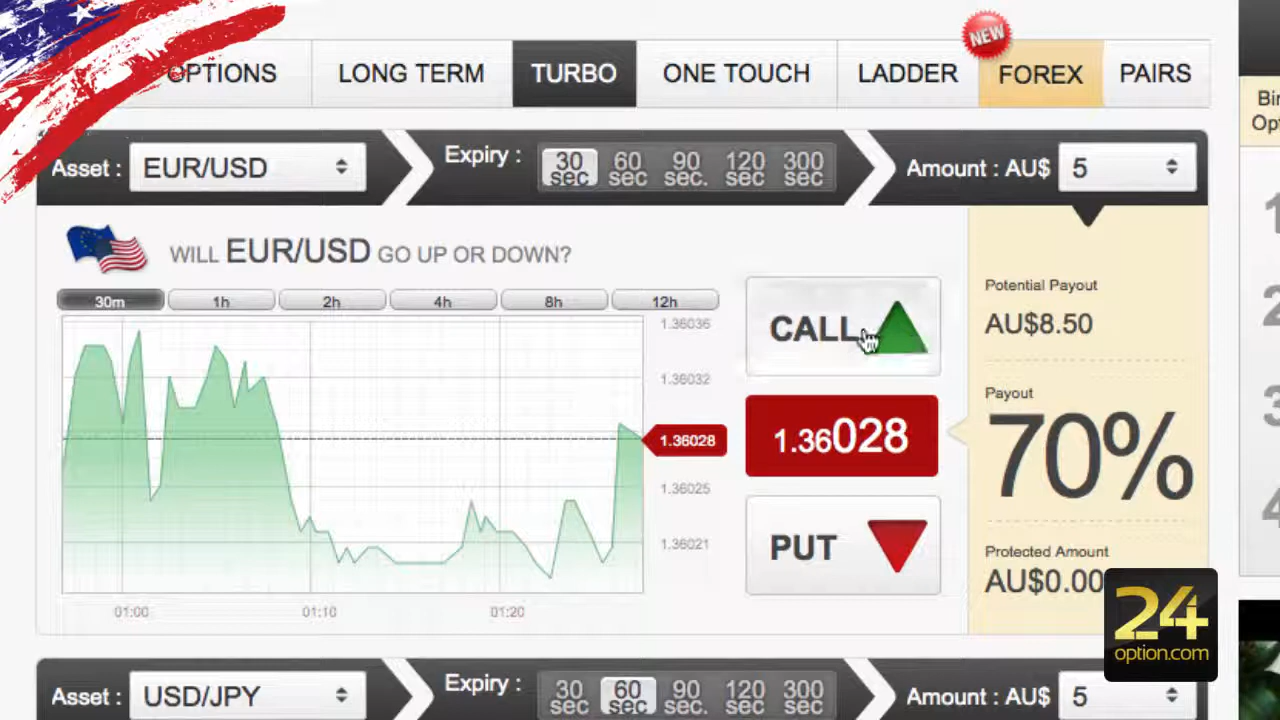 NEW
OPTIONS LONG TERM TURBO ONE TOUCH LADDER FOREX PAIRS
Asset : EUR/USD Expiry : 30 sec 60 sec 90 sec. 120 sec 300 sec Amount : AU$ 5
WILL EUR/USD GO UP OR DOWN?
30m 1h 2h 4h 8h 12h
1.36036
1.36032
1.36028
1.36025
1.36021
01:00 01:10 01:20
CALL
1.36028
PUT
Potential Payout
AU$8.50
Payout
70%
Protected Amount
AU$0.00
24
option.com
Asset : USD/JPY Expiry : 30 sec 60 sec 90 sec. 120 sec 300 sec Amount : AU$ 5